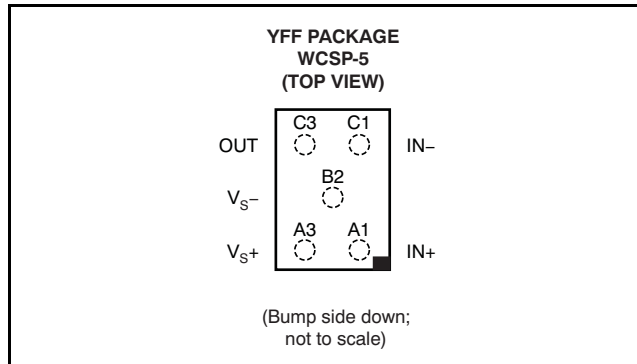 YFF PACKAGE
WCSP-5
(TOP VIEW)
C3 C1
OUT IN−
B2
VS−
A3 A1
VS+ IN+
(Bump side down;
not to scale)